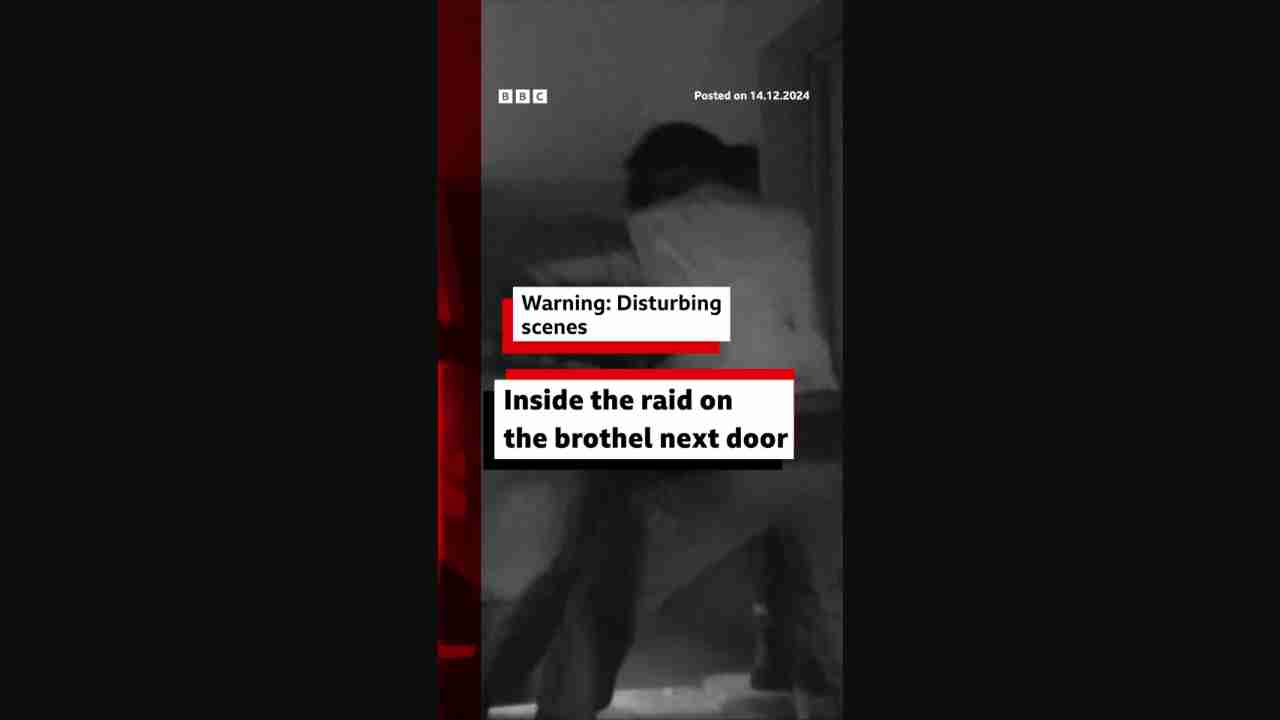 BBC
Posted on 14.12.2024
Warning: Disturbing
scenes
Inside the raid on
the brothel next door